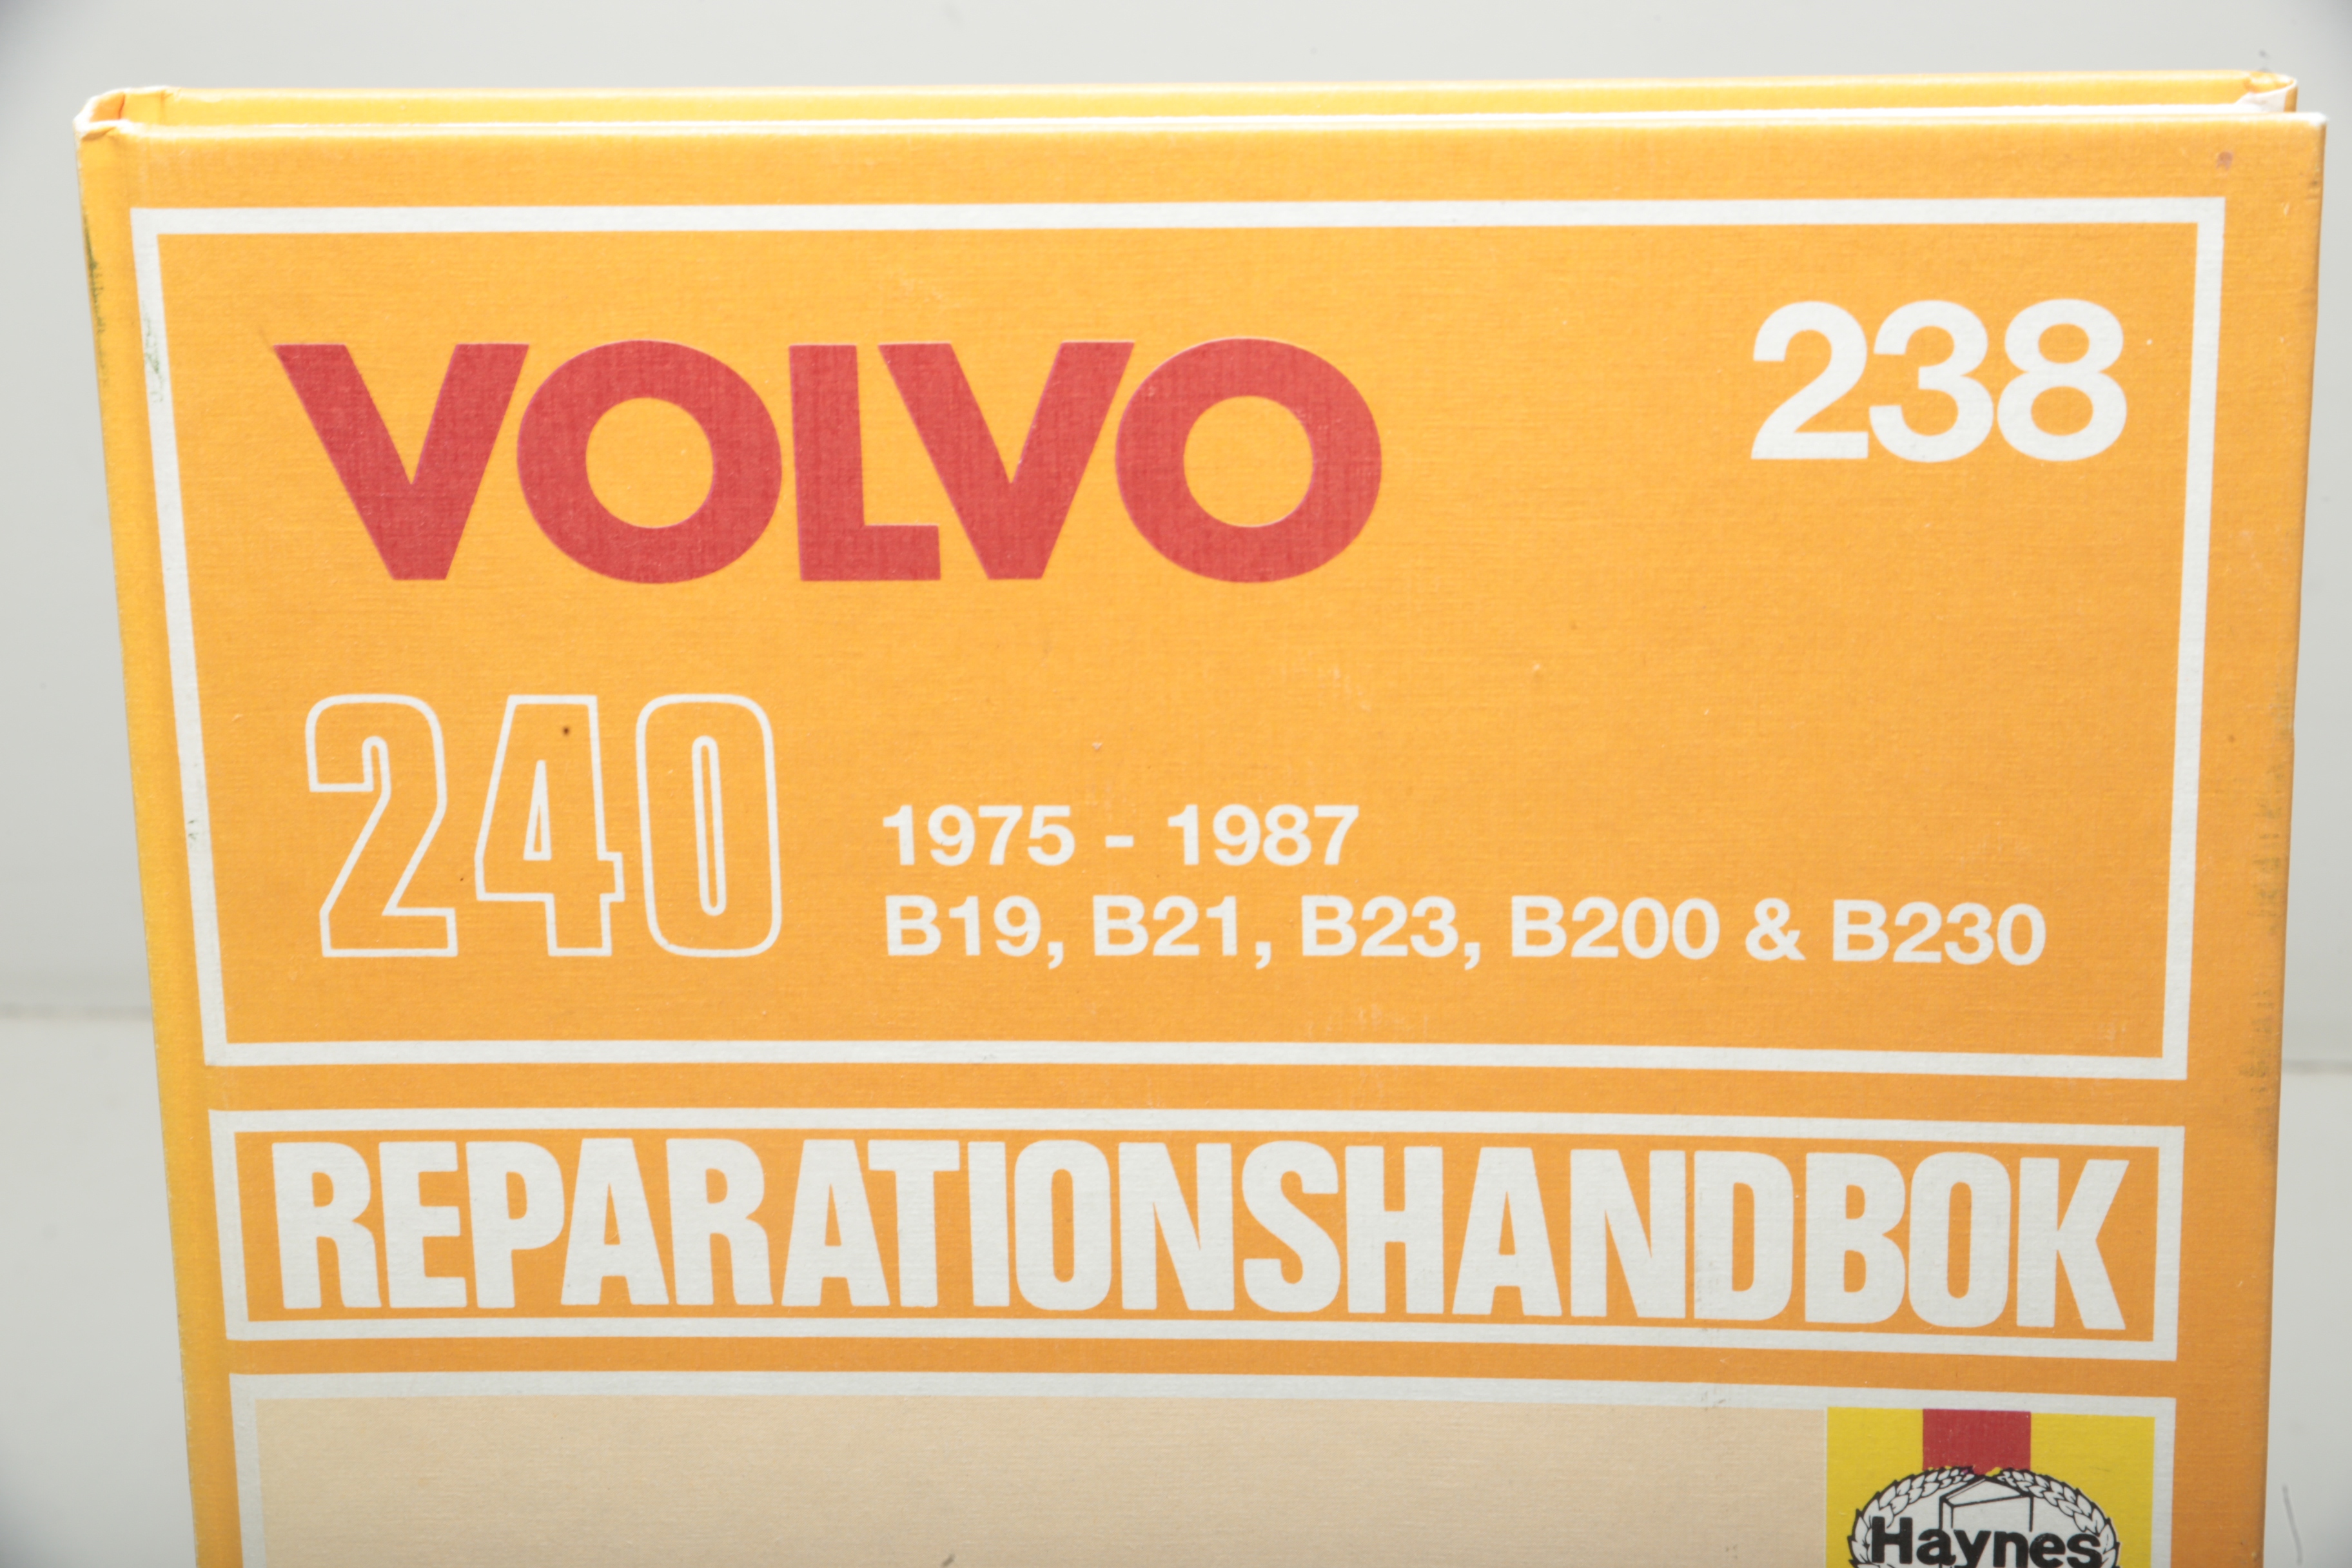 VOLVO
238
240
1975 - 1987
B19, B21, B23, B200 & B230
REPARATIONSHANDBOK
Haynes